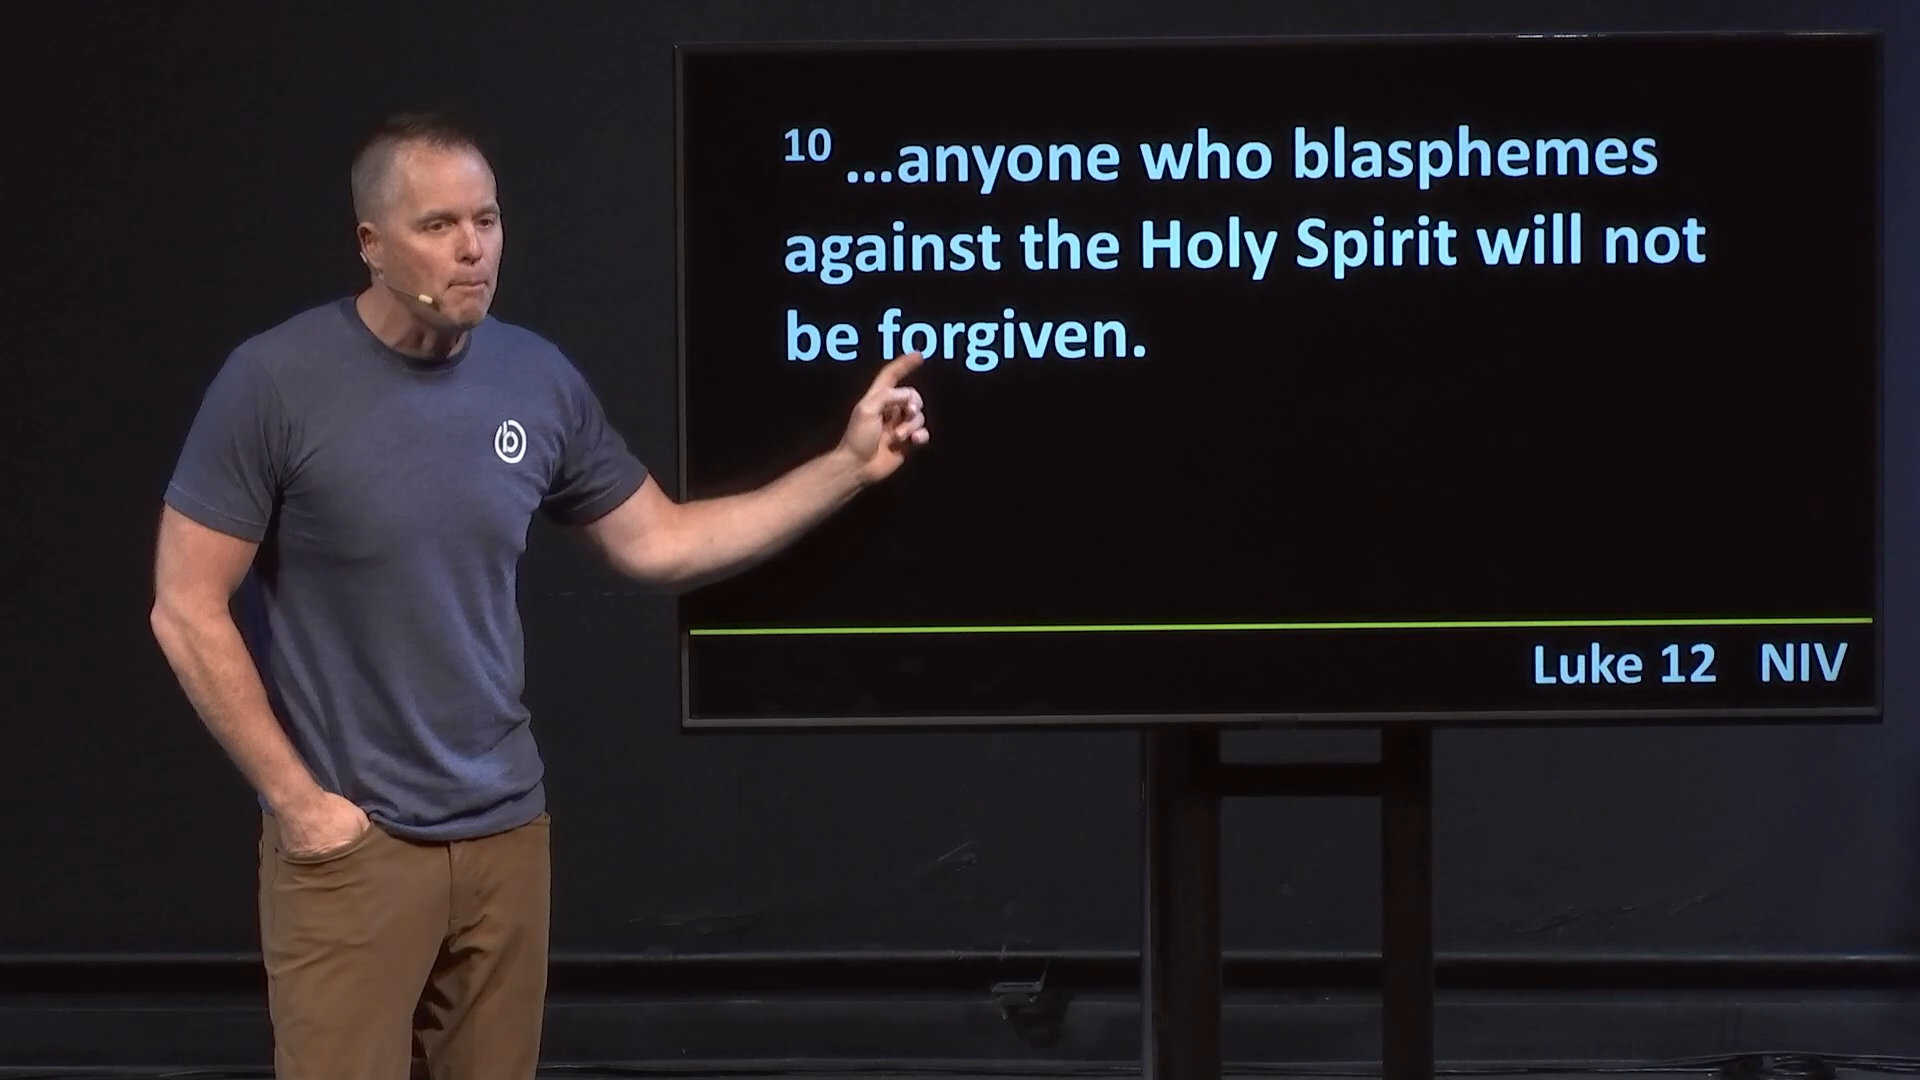 10 ...anyone who blasphemes
against the Holy Spirit will not
be forgiven.
Luke 12 NIV
b